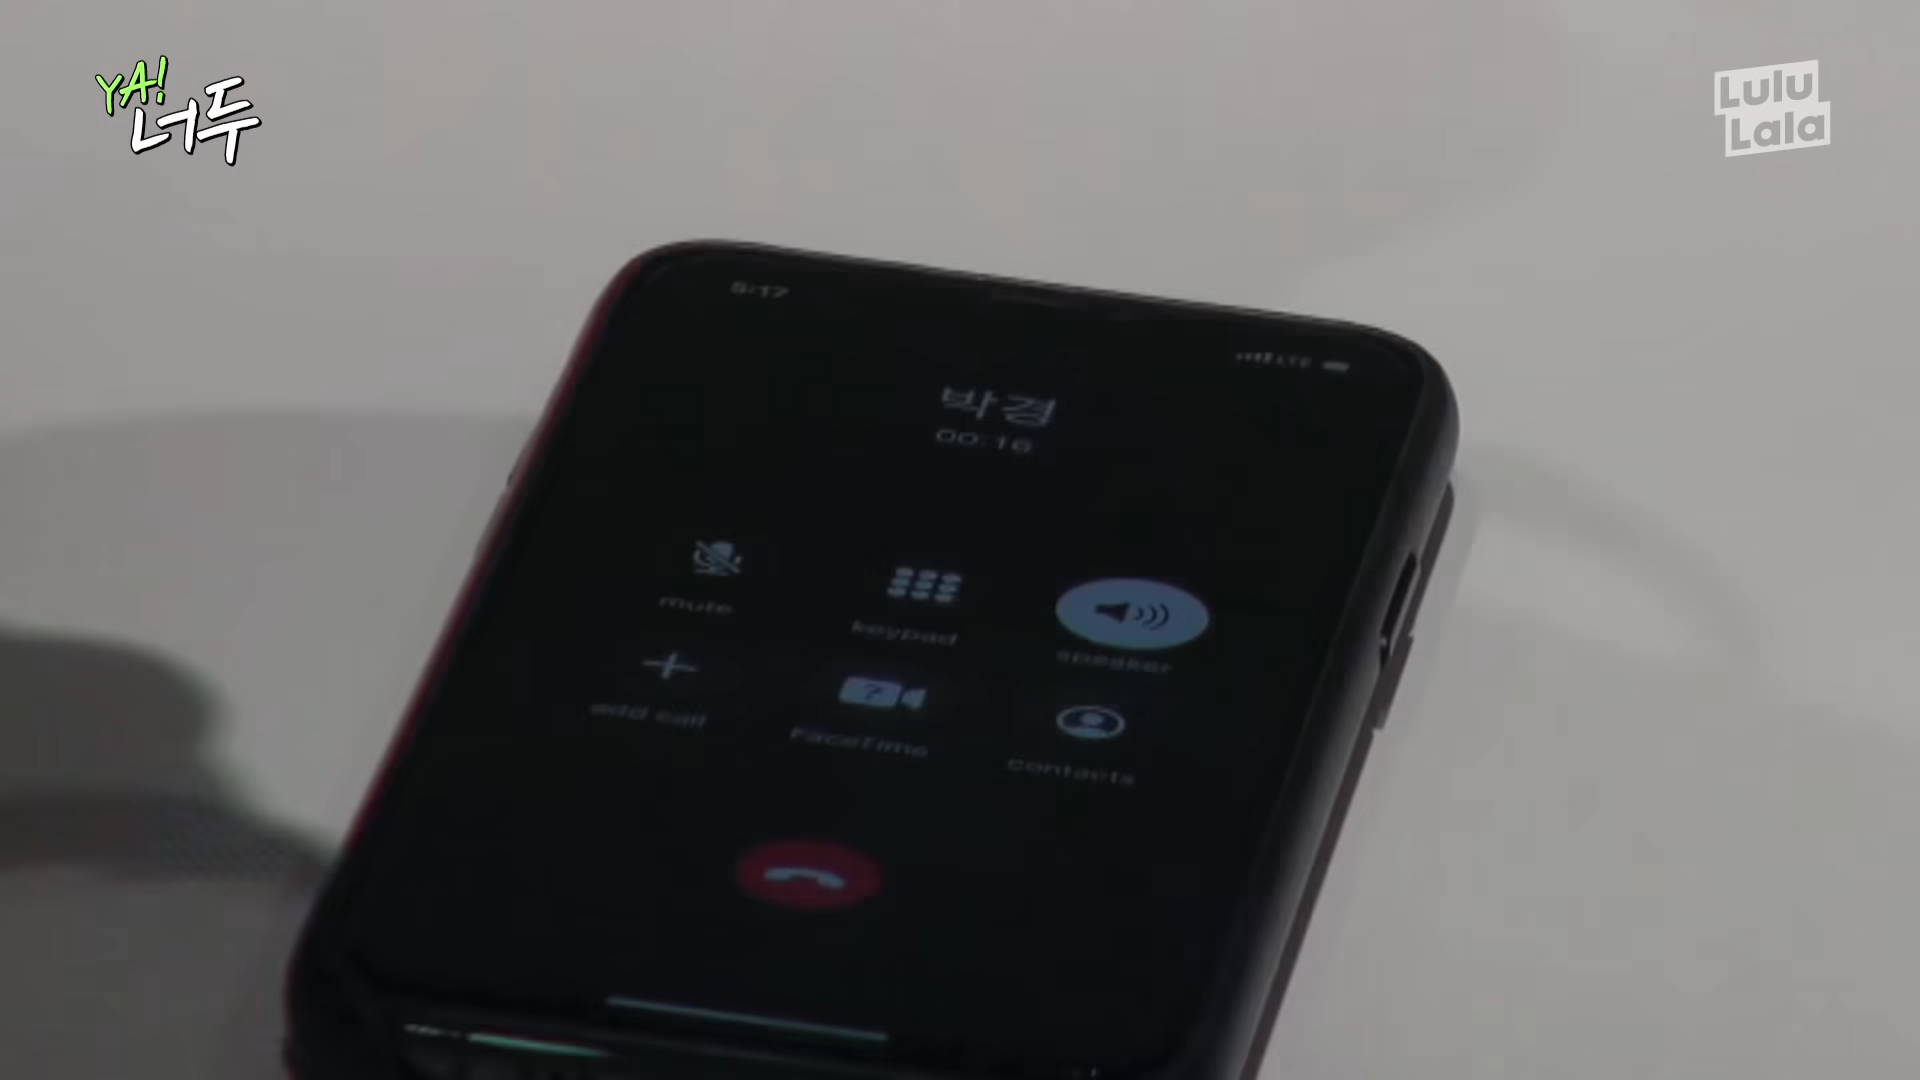 YA!
너두
Lulu
Lala
5:17
LTE
박경
00:16
mute
keypad
speaker
add call
FaceTime
contacts